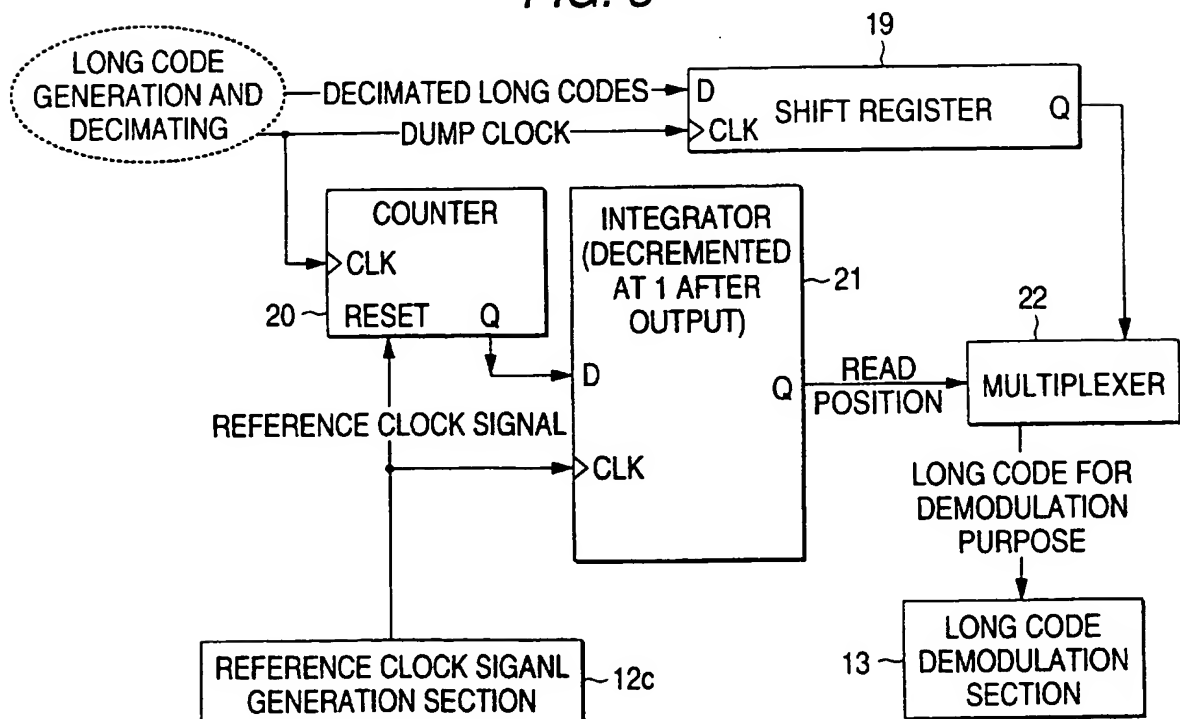 19
LONG CODE
GENERATION AND
DECIMATING
DECIMATED LONG CODES
DUMP CLOCK
D
CLK
SHIFT REGISTER
Q
COUNTER
CLK
20
RESET
Q
INTEGRATOR
(DECREMENTED
AT 1 AFTER
OUTPUT)
D
Q
CLK
21
22
READ
POSITION
MULTIPLEXER
REFERENCE CLOCK SIGNAL
LONG CODE FOR
DEMODULATION
PURPOSE
REFERENCE CLOCK SIGANL
GENERATION SECTION
12c
13
LONG CODE
DEMODULATION
SECTION